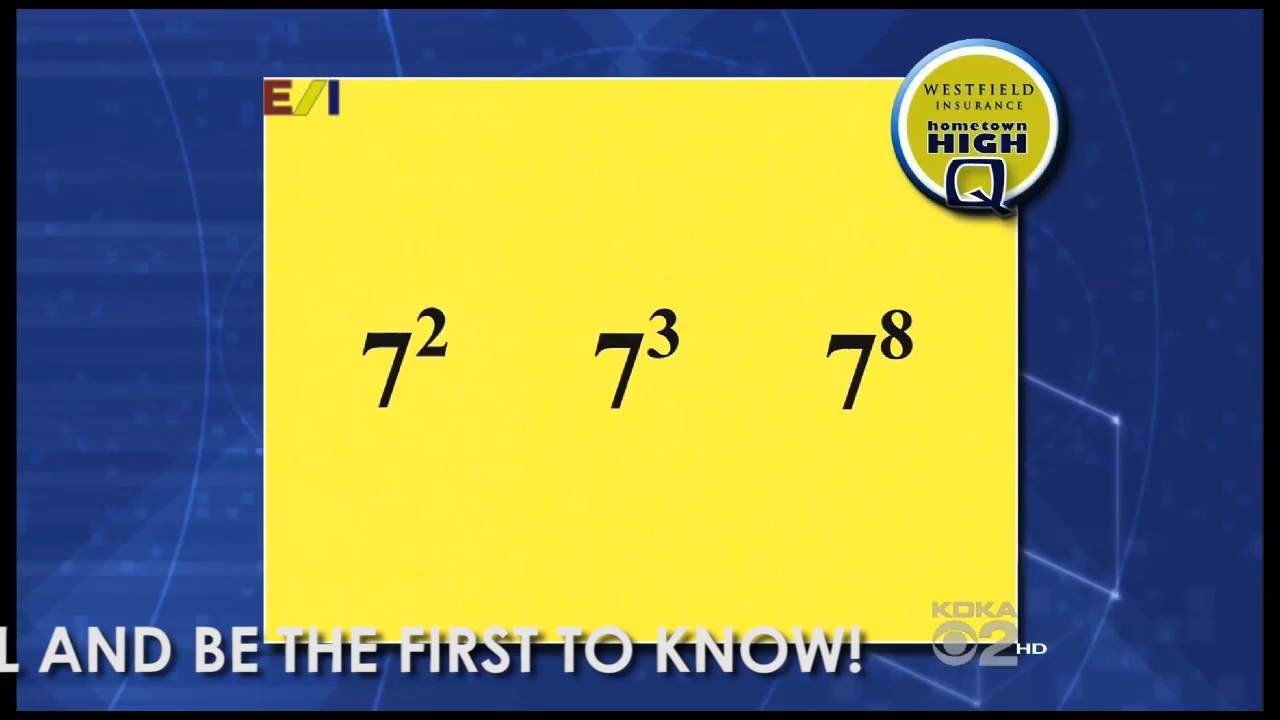 E/I
WESTFIELD
INSURANCE
hometown
HIGH
Q
7² 7³ 7⁸
KDKA
2 HD
L AND BE THE FIRST TO KNOW!